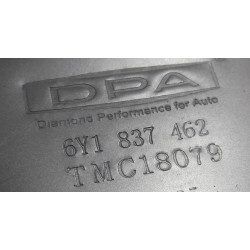 DPA
Diamond Performance for Auto
6Y1 837 462
TMC18079